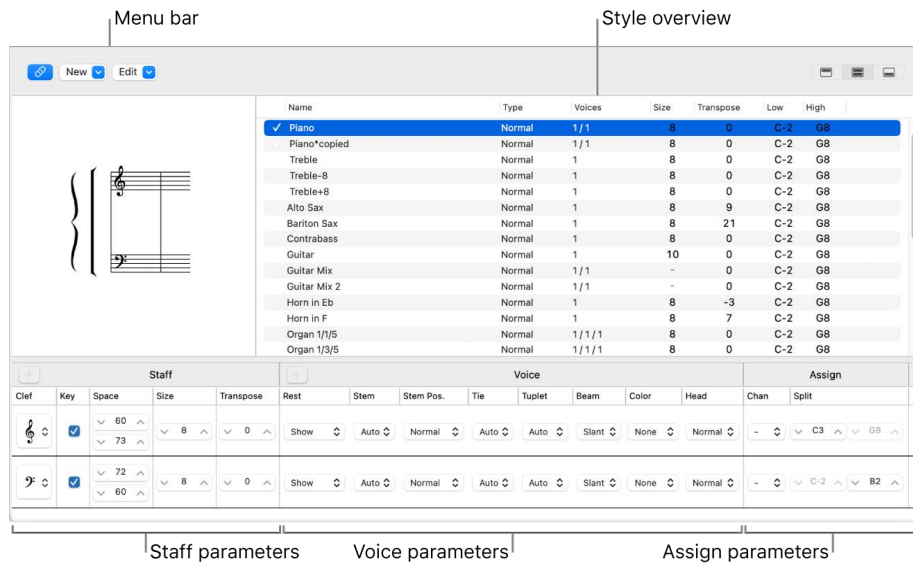 Menu bar Style overview
New Edit
Name Type Voices Size Transpose Low High
Piano Normal 1/1 8 0 C-2 G8
Piano*copied Normal 1/1 8 0 C-2 G8
Treble Normal 1 8 0 C-2 G8
Treble-8 Normal 1 8 0 C-2 G8
Treble+8 Normal 1 8 0 C-2 G8
Alto Sax Normal 1 8 9 C-2 G8
Bariton Sax Normal 1 8 21 C-2 G8
Contrabass Normal 1 8 0 C-2 G8
Guitar Normal 1 10 0 C-2 G8
Guitar Mix Normal 1/1 - 0 C-2 G8
Guitar Mix 2 Normal 1/1 - 0 C-2 G8
Horn in Eb Normal 1 8 -3 C-2 G8
Horn in F Normal 1 8 7 C-2 G8
Organ 1/1/5 Normal 1/1/1 8 0 C-2 G8
Organ 1/3/5 Normal 1/1/1 8 0 C-2 G8
+ Staff + Voice Assign
Clef Key Space Size Transpose Rest Stem Stem Pos. Tie Tuplet Beam Color Head Chan Split
60
8 0 Show Auto Normal Auto Auto Slant None Normal - C3 G8
73
72
8 0 Show Auto Normal Auto Auto Slant None Normal - C-2 B2
60
Staff parameters Voice parameters Assign parameters